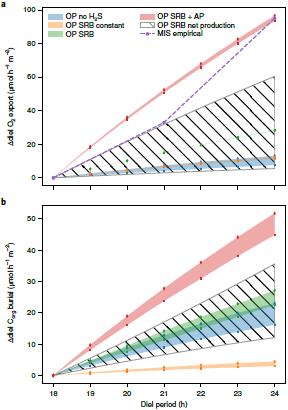 a
100
80
60
40
20
0
Δdiel O₂ export (µmol h⁻¹ m⁻²)
OP no H₂S
OP SRB constant
OP SRB
OP SRB + AP
OP SRB net production
MIS empirical
b
50
40
30
20
10
0
Δdiel Corg burial (µmol h⁻¹ m⁻²)
18 19 20 21 22 23 24
Diel period (h)